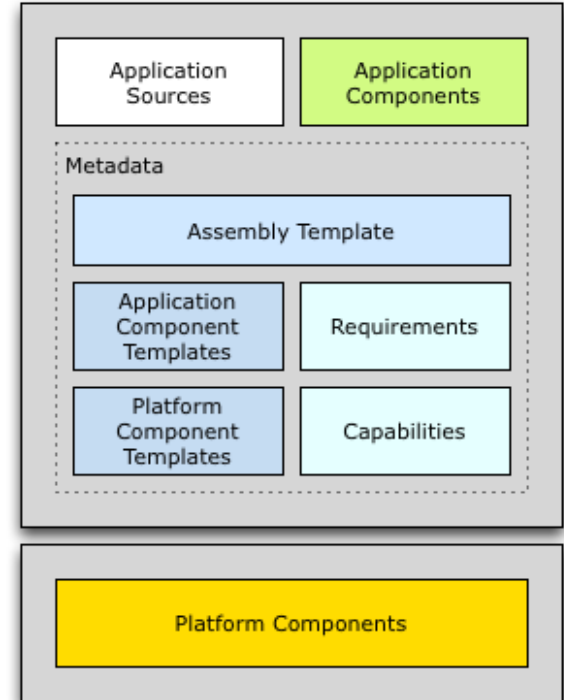 Application
Sources
Application
Components
Metadata
Assembly Template
Application
Component
Templates
Requirements
Platform
Component
Templates
Capabilities
Platform Components